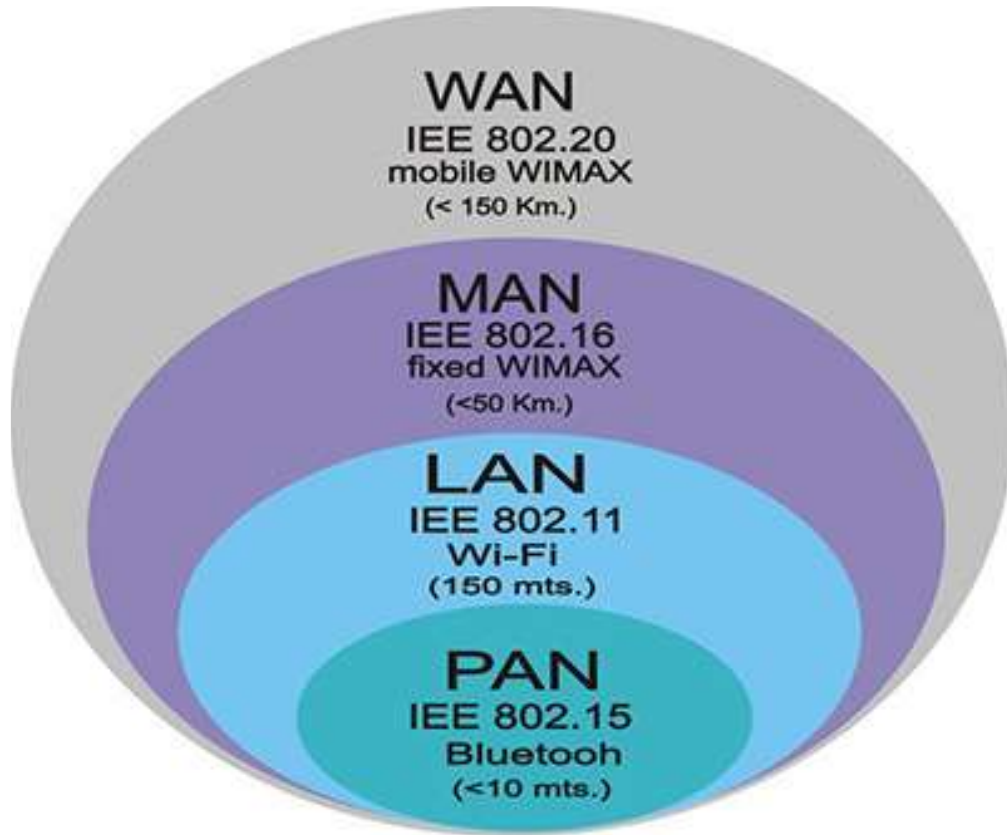 WAN
IEE 802.20
mobile WIMAX
(< 150 Km.)
MAN
IEE 802.16
fixed WIMAX
(<50 Km.)
LAN
IEE 802.11
Wi-Fi
(150 mts.)
PAN
IEE 802.15
Bluetooh
(<10 mts.)